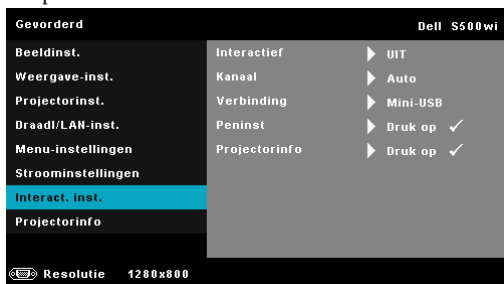 Gevorderd Dell S500wi
Beeldinst. Interactief UIT
Weergave-inst. Kanaal Auto
Projectorinst. Verbinding Mini-USB
Draadl/LAN-inst. Peninst Druk op ✓
Menu-instellingen Projectorinfo Druk op ✓
Stroominstellingen
Interact. inst.
Projectorinfo
Resolutie 1280x800